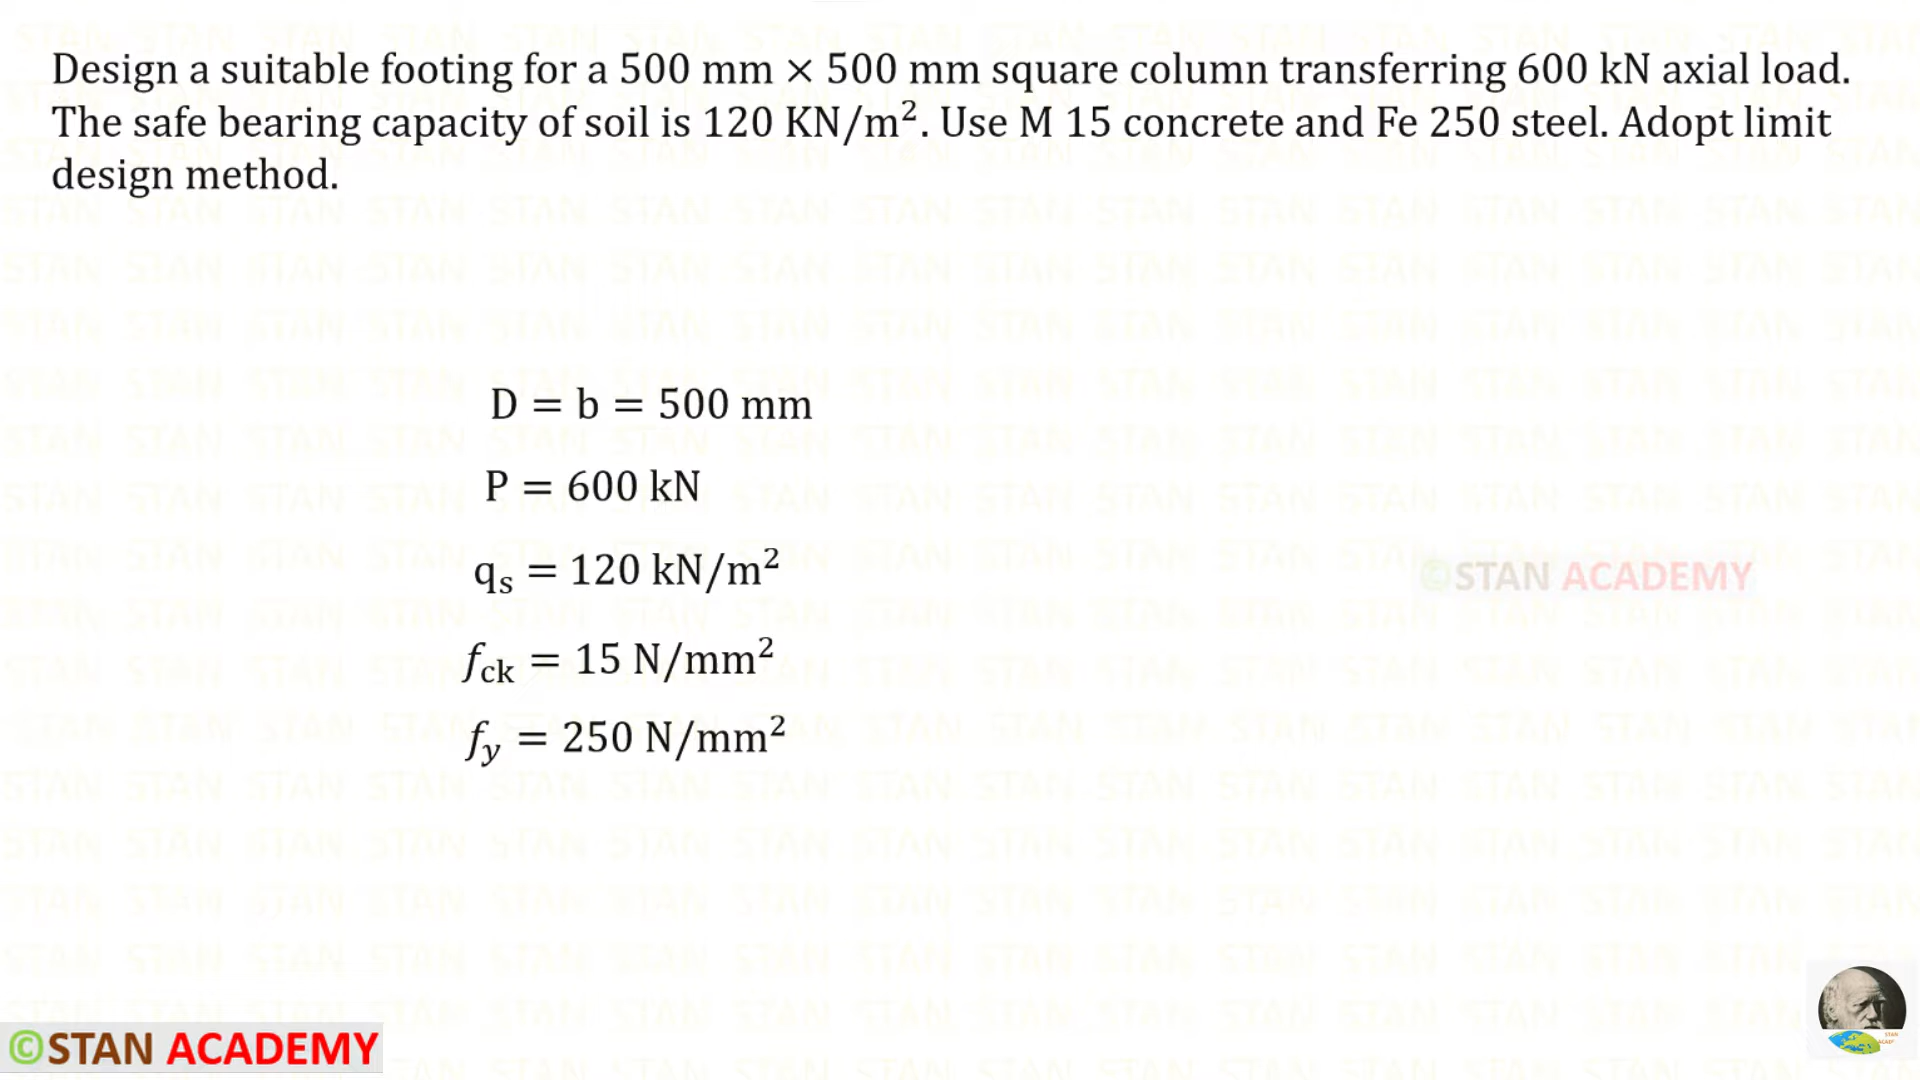 Design a suitable footing for a 500 mm × 500 mm square column transferring 600 kN axial load.
The safe bearing capacity of soil is 120 KN/m². Use M 15 concrete and Fe 250 steel. Adopt limit
design method.
D = b = 500 mm
P = 600 kN
qₛ = 120 kN/m²
©STAN ACADEMY
f_ck = 15 N/mm²
f_y = 250 N/mm²
©STAN ACADEMY